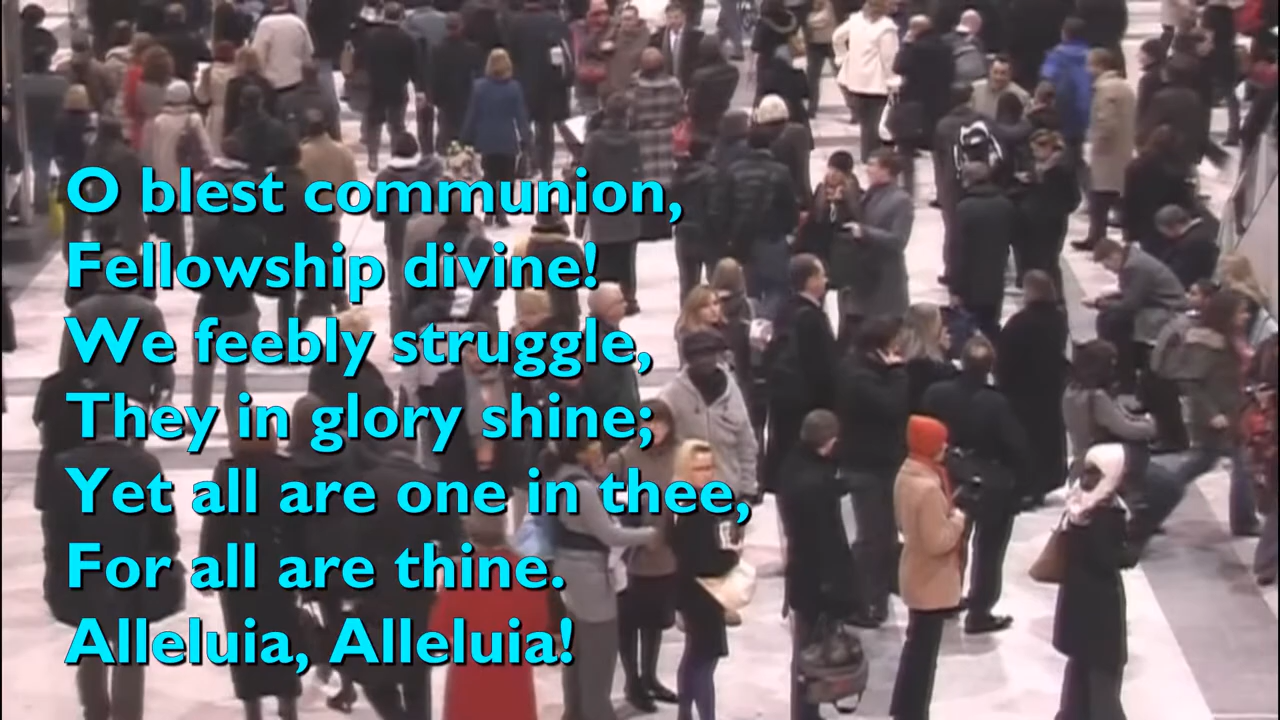 O blest communion,
Fellowship divine!
We feebly struggle,
They in glory shine;
Yet all are one in thee,
For all are thine.
Alleluia, Alleluia!